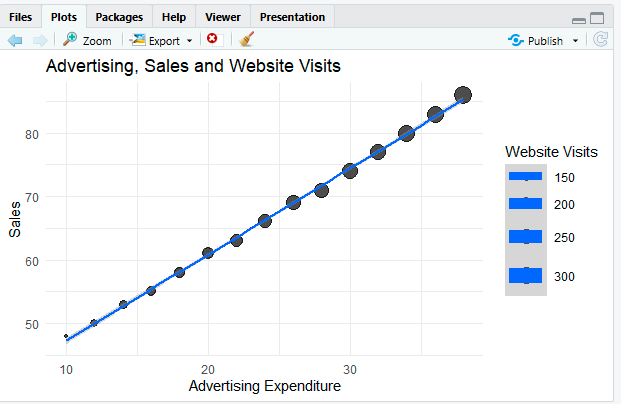 Files Plots Packages Help Viewer Presentation
Zoom Export Publish
Advertising, Sales and Website Visits
Sales
80
70
60
50
10 20 30
Advertising Expenditure
Website Visits
150
200
250
300